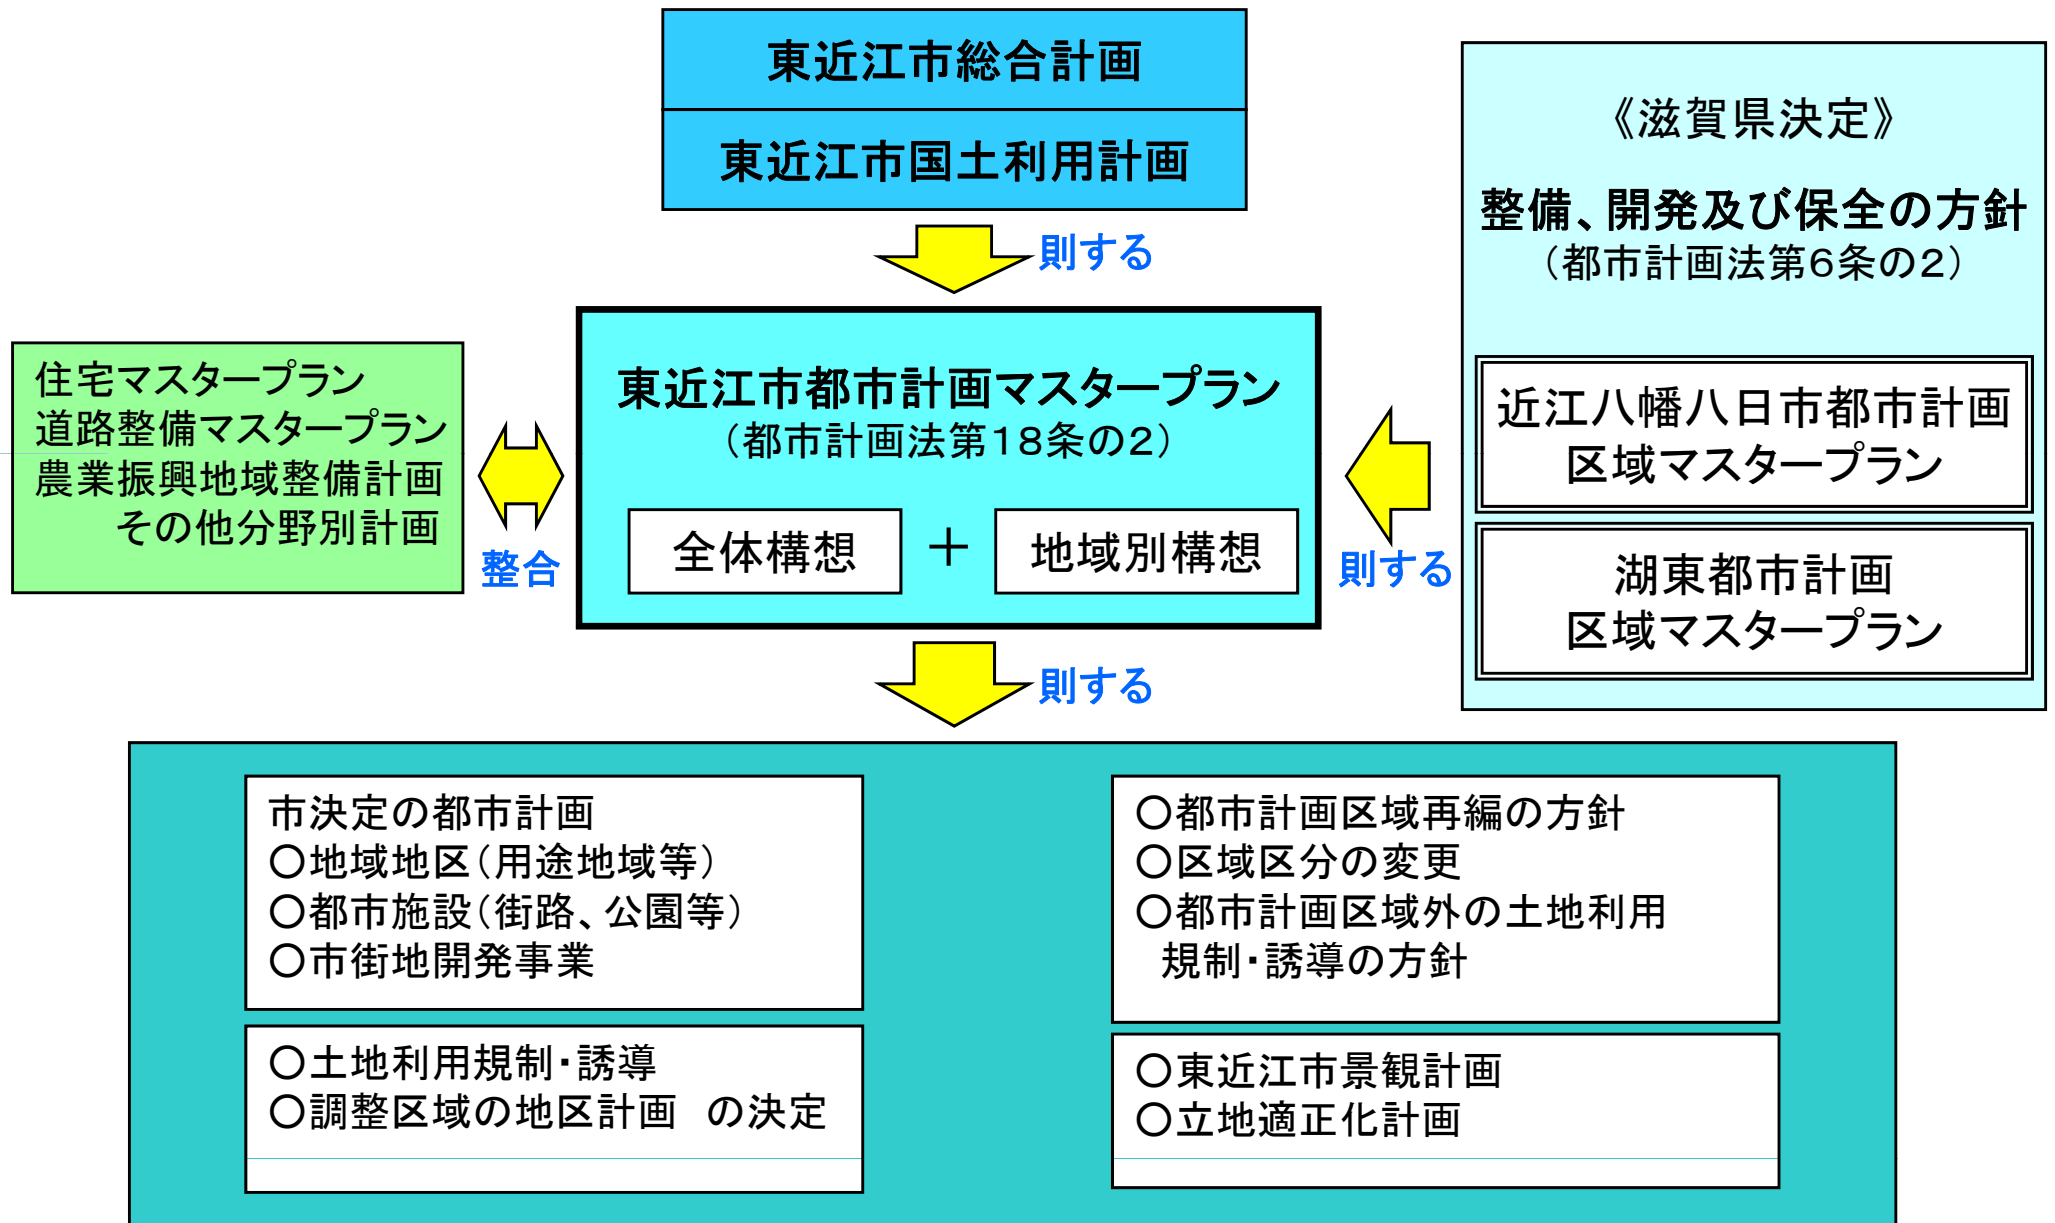 東近江市総合計画
東近江市国土利用計画
則する
《滋賀県決定》
整備、開発及び保全の方針
（都市計画法第６条の２）
近江八幡八日市都市計画
区域マスタープラン
湖東都市計画
区域マスタープラン
則する
住宅マスタープラン
道路整備マスタープラン
農業振興地域整備計画
その他分野別計画
整合
東近江市都市計画マスタープラン
（都市計画法第１８条の２）
全体構想
＋
地域別構想
則する
市決定の都市計画
○地域地区（用途地域等）
○都市施設（街路、公園等）
○市街地開発事業
○土地利用規制・誘導
○調整区域の地区計画　の決定
○都市計画区域再編の方針
○区域区分の変更
○都市計画区域外の土地利用
規制・誘導の方針
○東近江市景観計画
○立地適正化計画